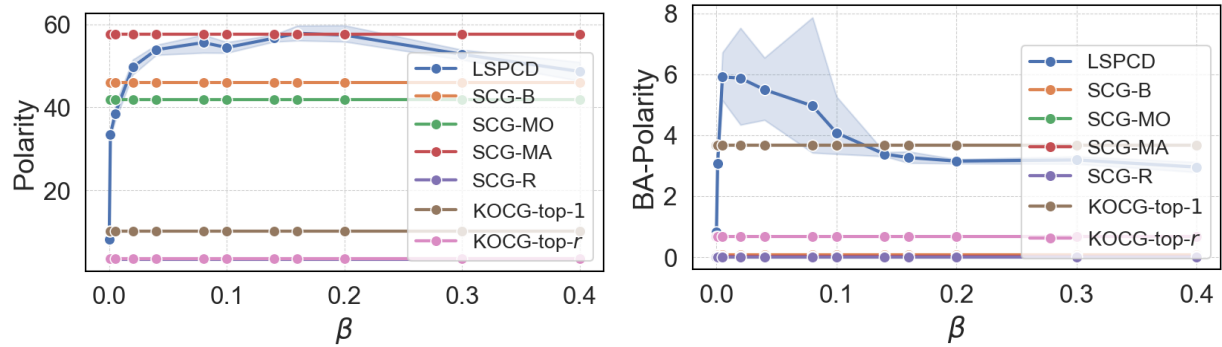 Polarity
60
40
20
0.0 0.1 0.2 0.3 0.4
β
LSPCD
SCG-B
SCG-MO
SCG-MA
SCG-R
KOCG-top-1
KOCG-top-r
BA-Polarity
8
6
4
2
0
0.0 0.1 0.2 0.3 0.4
β
LSPCD
SCG-B
SCG-MO
SCG-MA
SCG-R
KOCG-top-1
KOCG-top-r